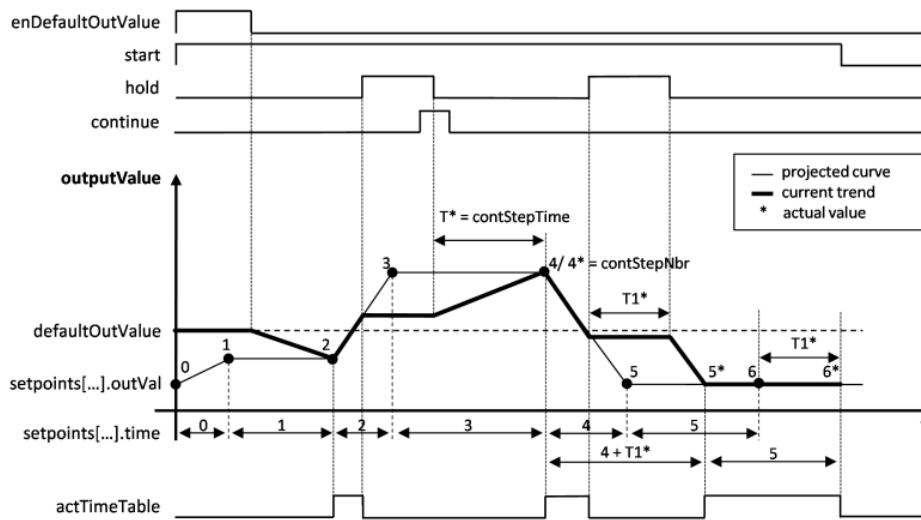 enDefaultOutValue
start
hold
continue
outputValue
projected curve
current trend
* actual value
T* = contStepTime
3
4/ 4* = contStepNbr
T1*
defaultOutValue
1
2
T1*
0
5
5*
6
6*
setpoints[...].outVal
setpoints[...].time
0
1
2
3
4
5
4 + T1*
5
actTimeTable